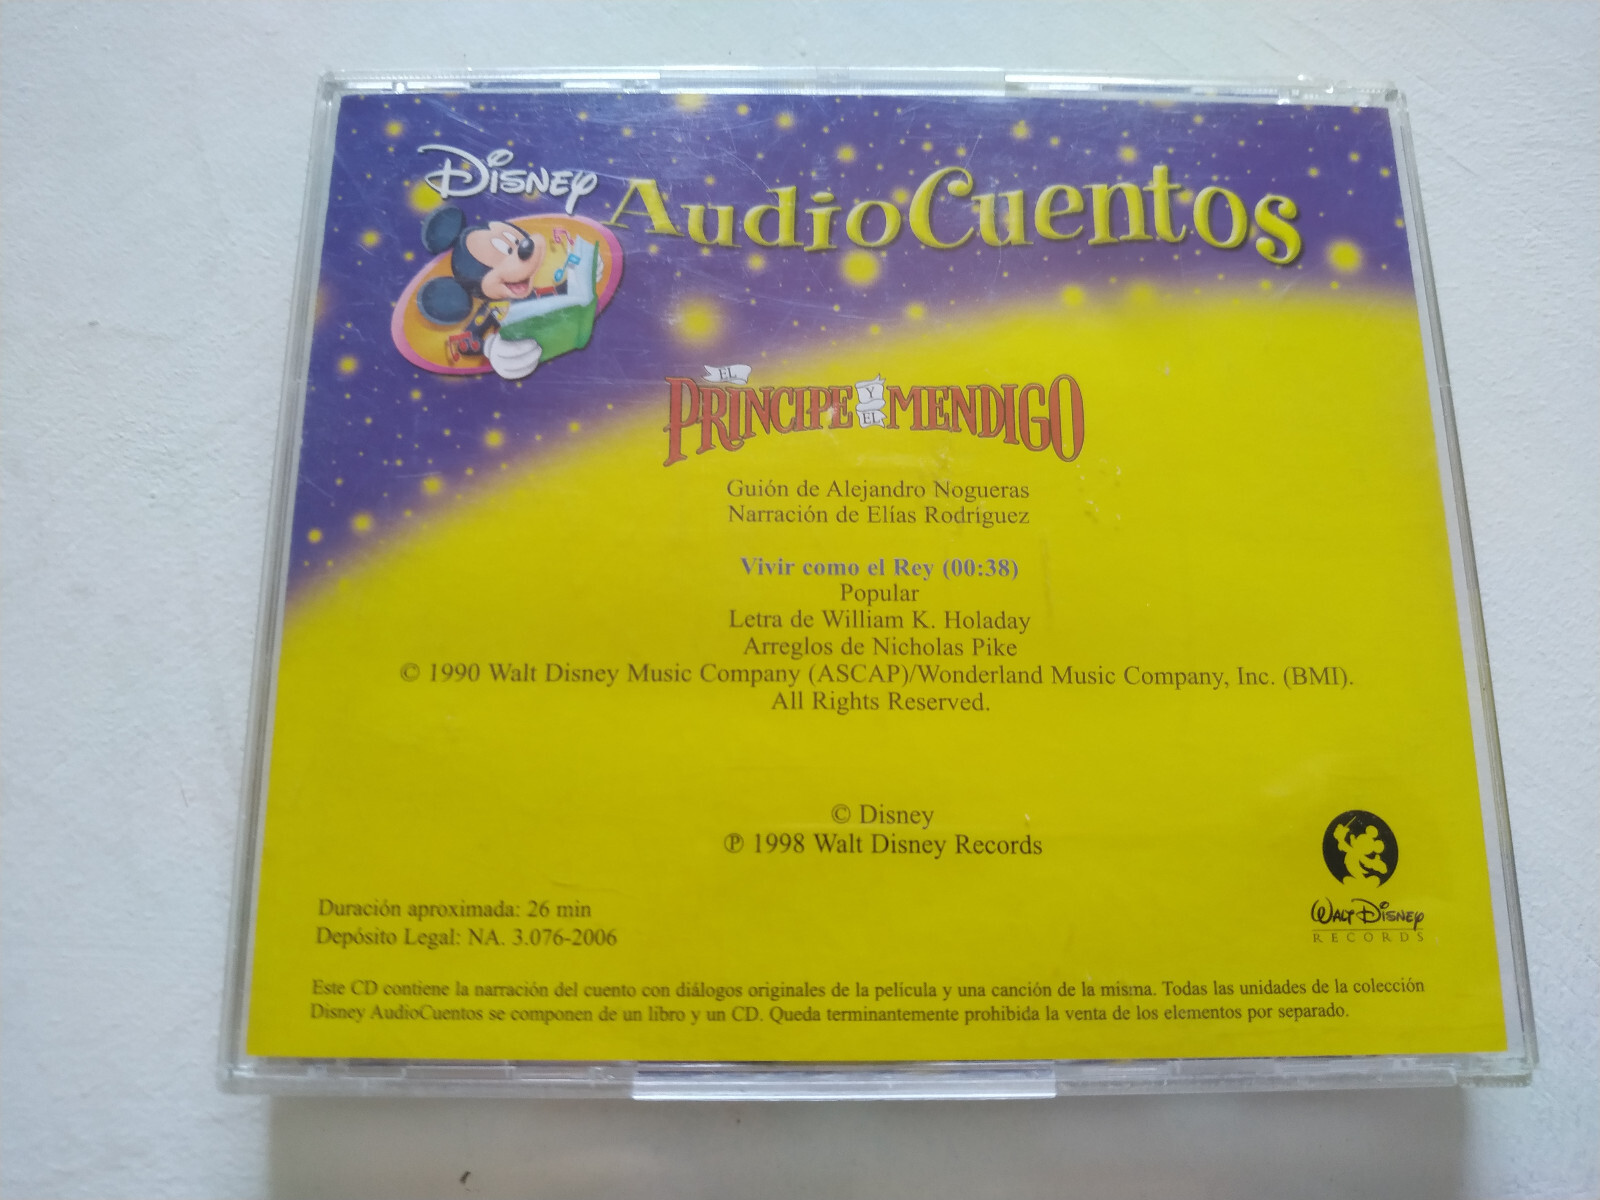 Disney
AudioCuentos
EL
PRÍNCIPE Y EL MENDIGO
Guión de Alejandro Nogueras
Narración de Elías Rodríguez
Vivir como el Rey (00:38)
Popular
Letra de William K. Holaday
Arreglos de Nicholas Pike
© 1990 Walt Disney Music Company (ASCAP)/Wonderland Music Company, Inc. (BMI).
All Rights Reserved.
© Disney
℗ 1998 Walt Disney Records
WALT DISNEY
RECORDS
Duración aproximada: 26 min
Depósito Legal: NA. 3.076-2006
Este CD contiene la narración del cuento con diálogos originales de la película y una canción de la misma. Todas las unidades de la colección
Disney AudioCuentos se componen de un libro y un CD. Queda terminantemente prohibida la venta de los elementos por separado.